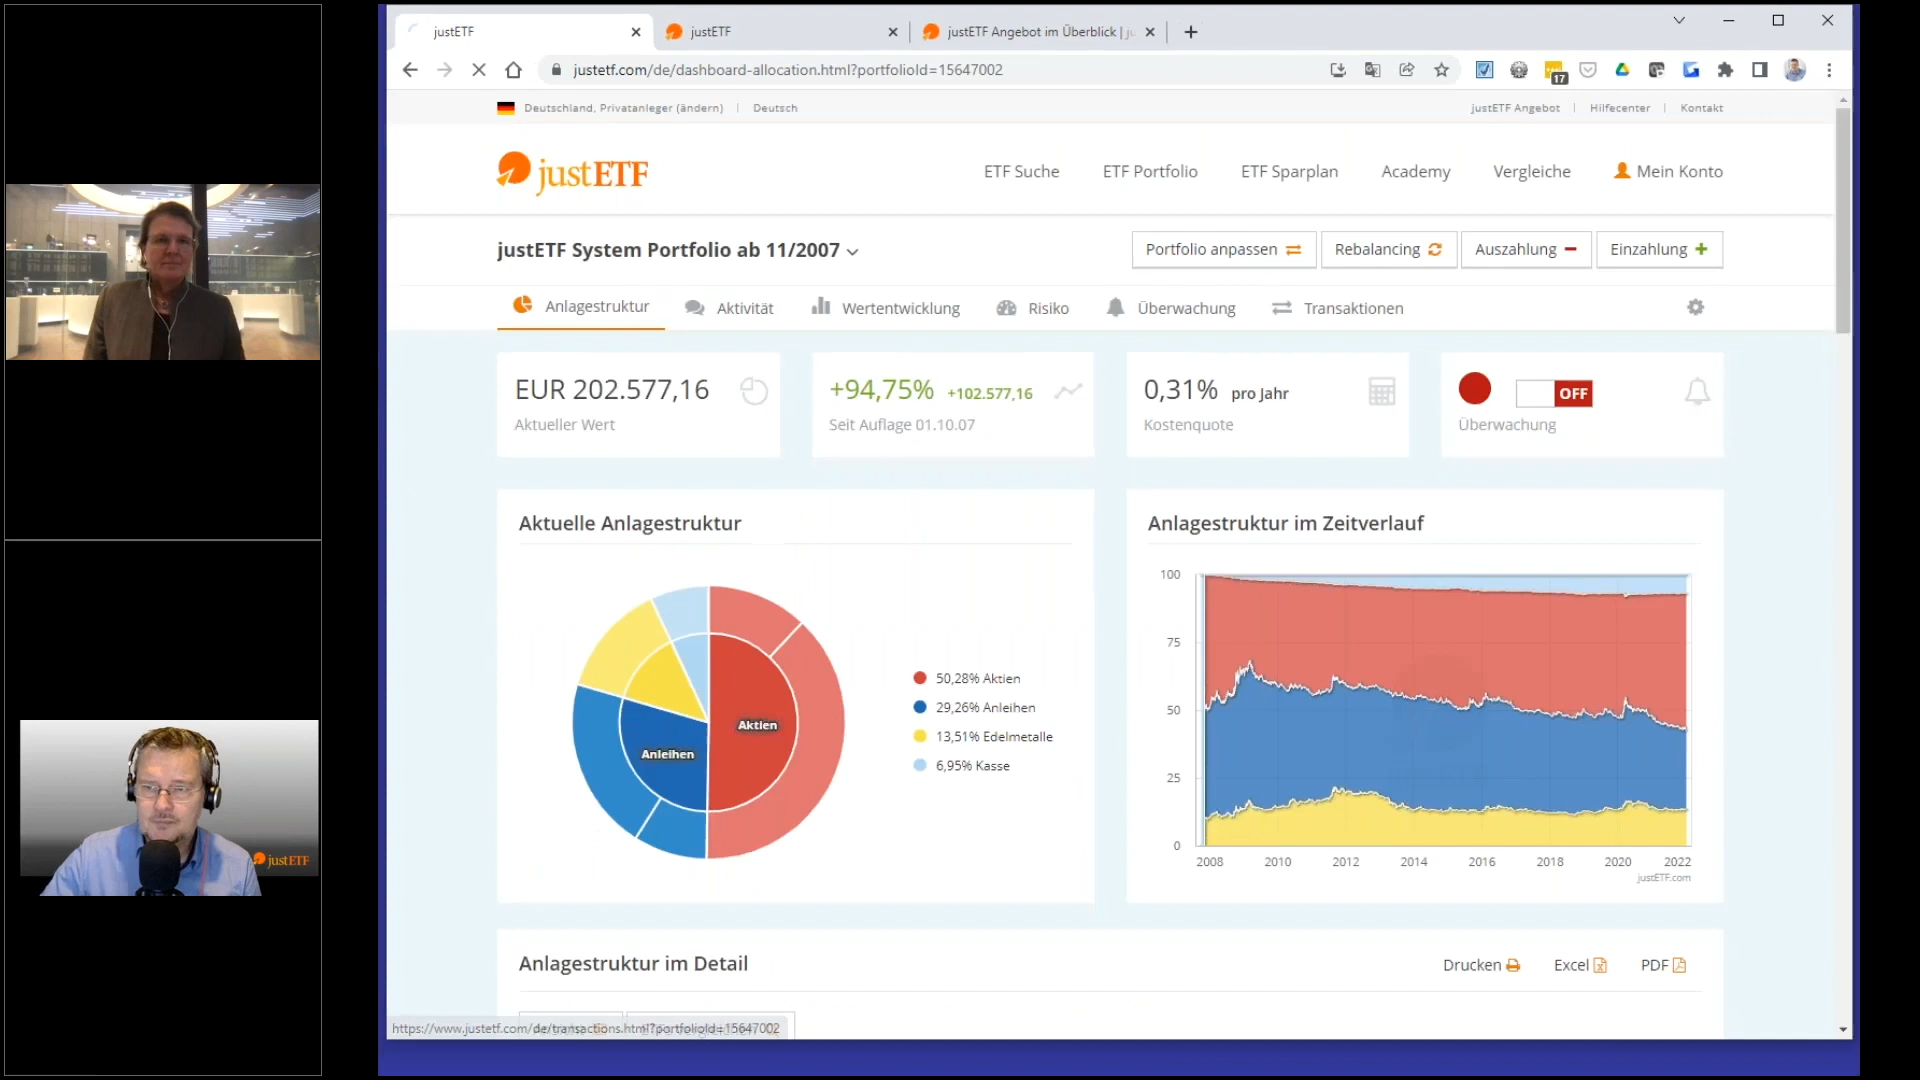 justETF
justETF
justETF Angebot im Überblick | ju
justetf.com/de/dashboard-allocation.html?portfolioId=15647002
17
Deutschland, Privatanleger (ändern) | Deutsch
justETF Angebot | Hilfecenter | Kontakt
justETF
ETF Suche
ETF Portfolio
ETF Sparplan
Academy
Vergleiche
Mein Konto
justETF System Portfolio ab 11/2007
Portfolio anpassen
Rebalancing
Auszahlung
Einzahlung
Anlagestruktur
Aktivität
Wertentwicklung
Risiko
Überwachung
Transaktionen
EUR 202.577,16
Aktueller Wert
+94,75% +102.577,16
Seit Auflage 01.10.07
0,31% pro Jahr
Kostenquote
OFF
Überwachung
Aktuelle Anlagestruktur
Aktien
Anleihen
50,28% Aktien
29,26% Anleihen
13,51% Edelmetalle
6,95% Kasse
Anlagestruktur im Zeitverlauf
100
75
50
25
0
2008 2010 2012 2014 2016 2018 2020 2022
justETF.com
Anlagestruktur im Detail
Drucken
Excel
PDF
https://www.justetf.com/de/transactions.html?portfolioId=15647002
justETF